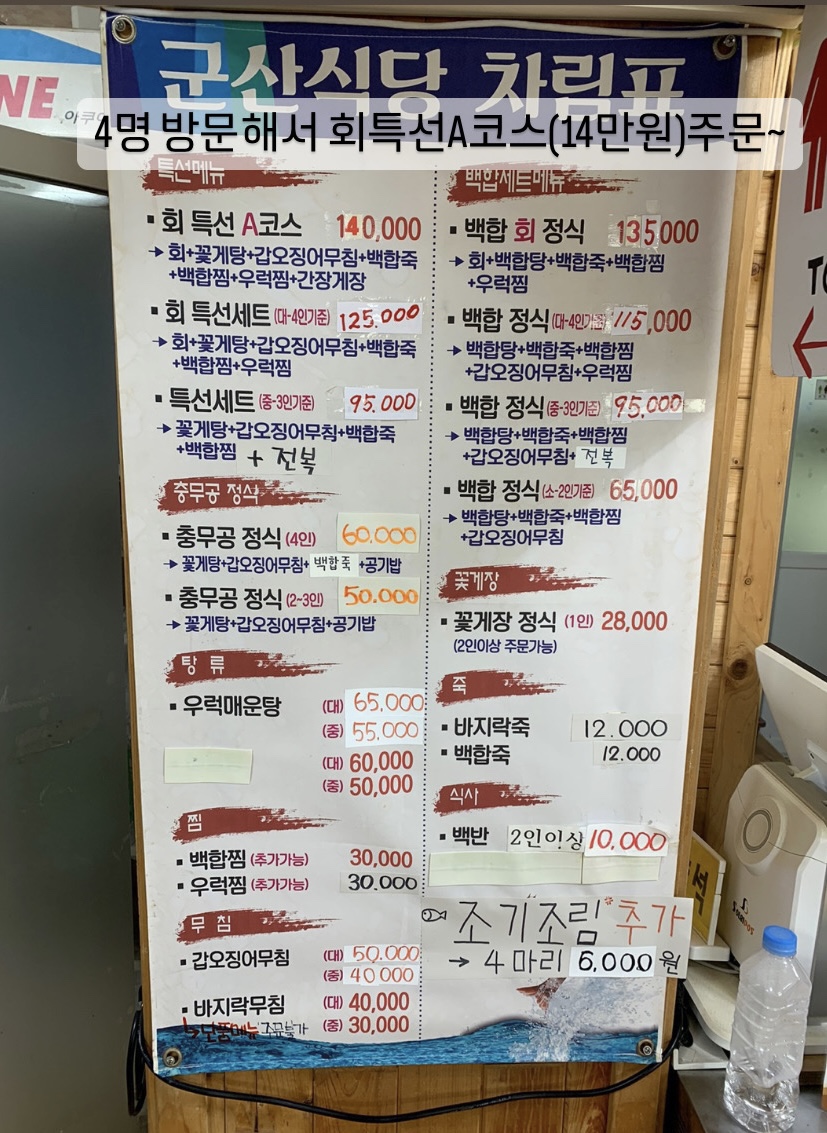 NE
아쿠
군산식당 차림표
4명 방문해서 회특선A코스(14만원)주문~
특선메뉴
▪ 회 특선 A코스 140,000
→ 회+꽃게탕+갑오징어무침+백합죽
+백합찜+우럭찜+간장게장
▪ 회 특선세트 (대-4인기준) 125.000
→ 회+꽃게탕+갑오징어무침+백합죽
+백합찜+우럭찜
▪ 특선세트 (중-3인기준) 95.000
→ 꽃게탕+갑오징어무침+백합죽
+백합찜 + 전복
충무공 정식
▪ 충무공 정식 (4인) 60.000
→ 꽃게탕+갑오징어무침+백합죽+공기밥
▪ 충무공 정식 (2~3인) 50.000
→ 꽃게탕+갑오징어무침+공기밥
탕 류
▪ 우럭매운탕 (대) 65.000
(중) 55.000
(대) 60,000
(중) 50,000
찜
▪ 백합찜 (추가가능) 30,000
▪ 우럭찜 (추가가능) 30.000
무 침
▪ 갑오징어무침 (대) 50.000
(중) 40.000
▪ 바지락무침 (대) 40,000
(중) 30,000
↳ 단품메뉴 주문불가
백합세트메뉴
▪ 백합 회 정식 135,000
→ 회+백합탕+백합죽+백합찜
+우럭찜
▪ 백합 정식 (대-4인기준) 115,000
→ 백합탕+백합죽+백합찜
+갑오징어무침+우럭찜
▪ 백합 정식 (중-3인기준) 95,000
→ 백합탕+백합죽+백합찜
+갑오징어무침+전복
▪ 백합 정식 (소-2인기준) 65,000
→ 백합탕+백합죽+백합찜
+갑오징어무침
꽃게장
▪ 꽃게장 정식 (1인) 28,000
(2인이상 주문가능)
죽
▪ 바지락죽 12.000
▪ 백합죽 12.000
식사
▪ 백반 2인이상 10,000
조기조림 추가
→ 4마리 6,000원